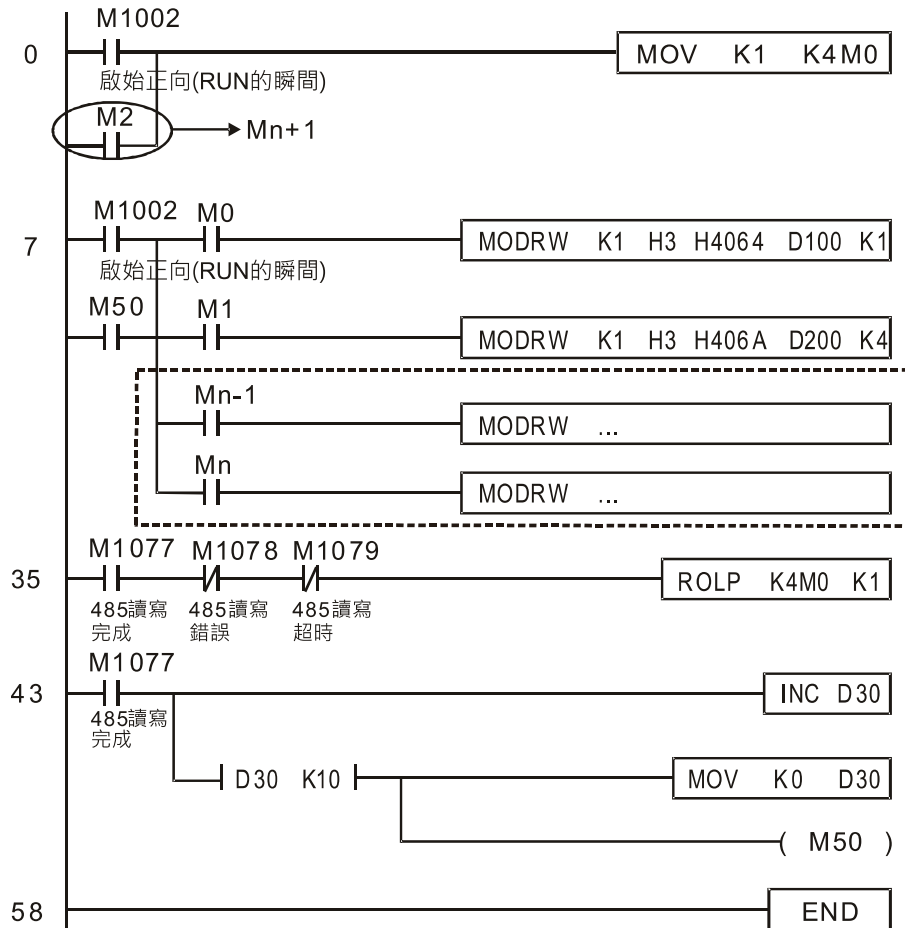 M1002
0 MOV K1 K4M0
啟始正向(RUN的瞬間)
M2
Mn+1
M1002 M0
7 MODRW K1 H3 H4064 D100 K1
啟始正向(RUN的瞬間)
M50 M1
MODRW K1 H3 H406A D200 K4
Mn-1
MODRW ...
Mn
MODRW ...
M1077 M1078 M1079
35 ROLP K4M0 K1
485讀寫 485讀寫 485讀寫
完成 錯誤 超時
M1077
43 INC D30
485讀寫
完成
D30 K10 MOV K0 D30
( M50 )
58 END